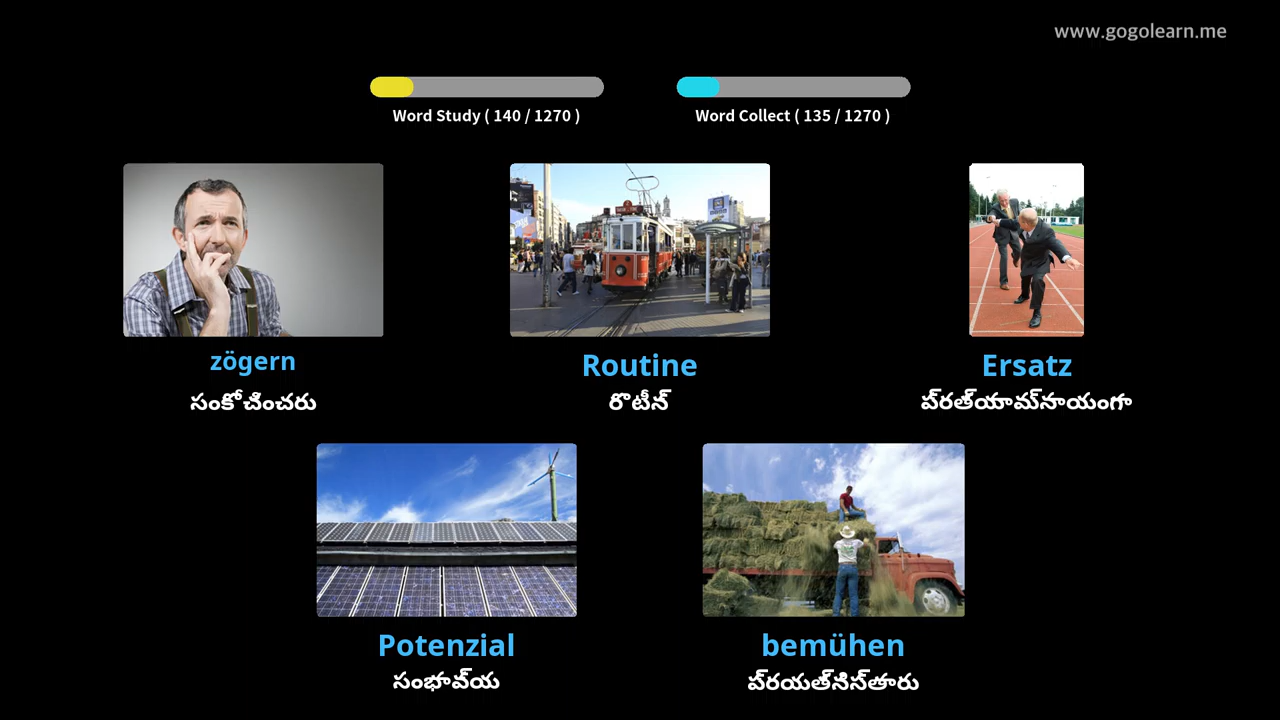 www.gogolearn.me
Word Study ( 140 / 1270 )
Word Collect ( 135 / 1270 )
zögern
సంకోచించరు
Routine
రొటీన్
Ersatz
ప్‌రత్‌యామ్‌నాయంగా
Potenzial
సంభావ్‌య
bemühen
ప్‌రయత్‌నిస్‌తారు